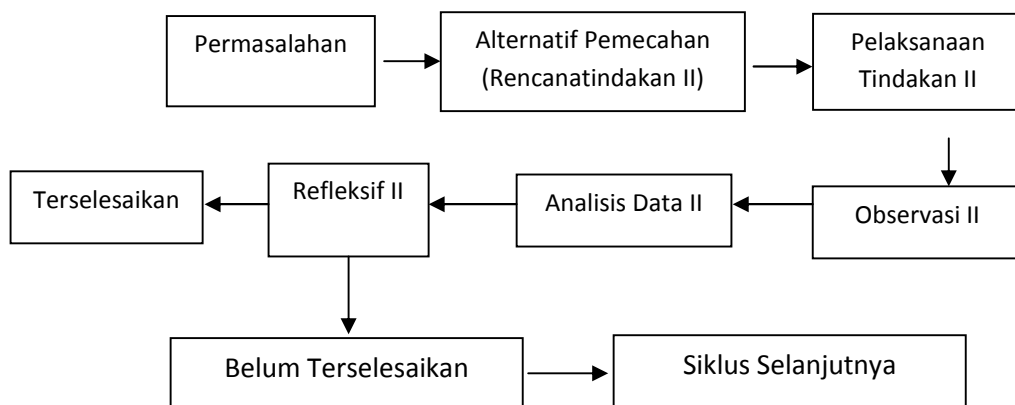 Permasalahan
Alternatif Pemecahan
(Rencanatindakan II)
Pelaksanaan
Tindakan II
Terselesaikan
Refleksif II
Analisis Data II
Observasi II
Belum Terselesaikan
Siklus Selanjutnya